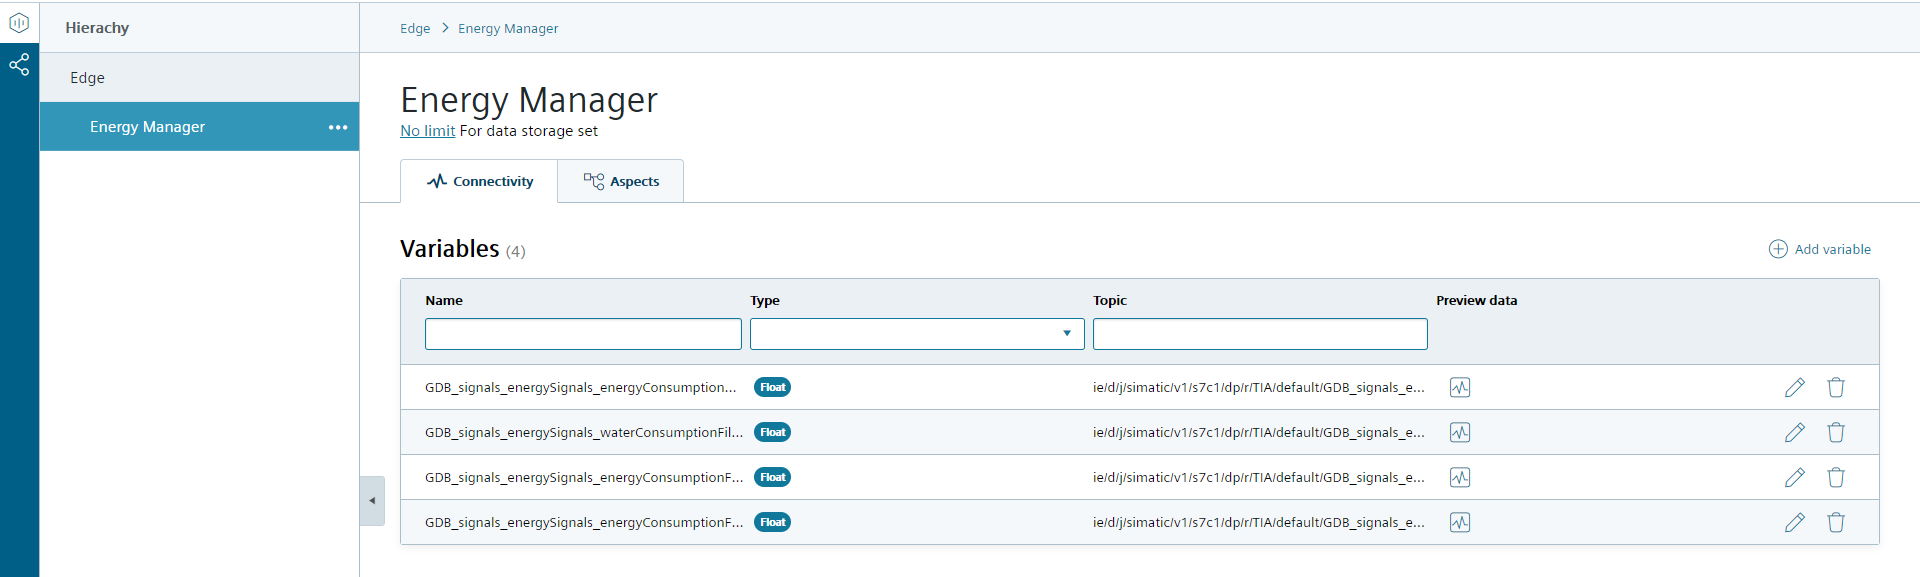 Hierachy
Edge
Energy Manager
Edge > Energy Manager
Energy Manager
No limit For data storage set
Connectivity
Aspects
Variables (4)
Add variable
Name Type Topic Preview data
GDB_signals_energySignals_energyConsumption... Float ie/d/j/simatic/v1/s7c1/dp/r/TIA/default/GDB_signals_e...
GDB_signals_energySignals_waterConsumptionFil... Float ie/d/j/simatic/v1/s7c1/dp/r/TIA/default/GDB_signals_e...
GDB_signals_energySignals_energyConsumptionF... Float ie/d/j/simatic/v1/s7c1/dp/r/TIA/default/GDB_signals_e...
GDB_signals_energySignals_energyConsumptionF... Float ie/d/j/simatic/v1/s7c1/dp/r/TIA/default/GDB_signals_e...